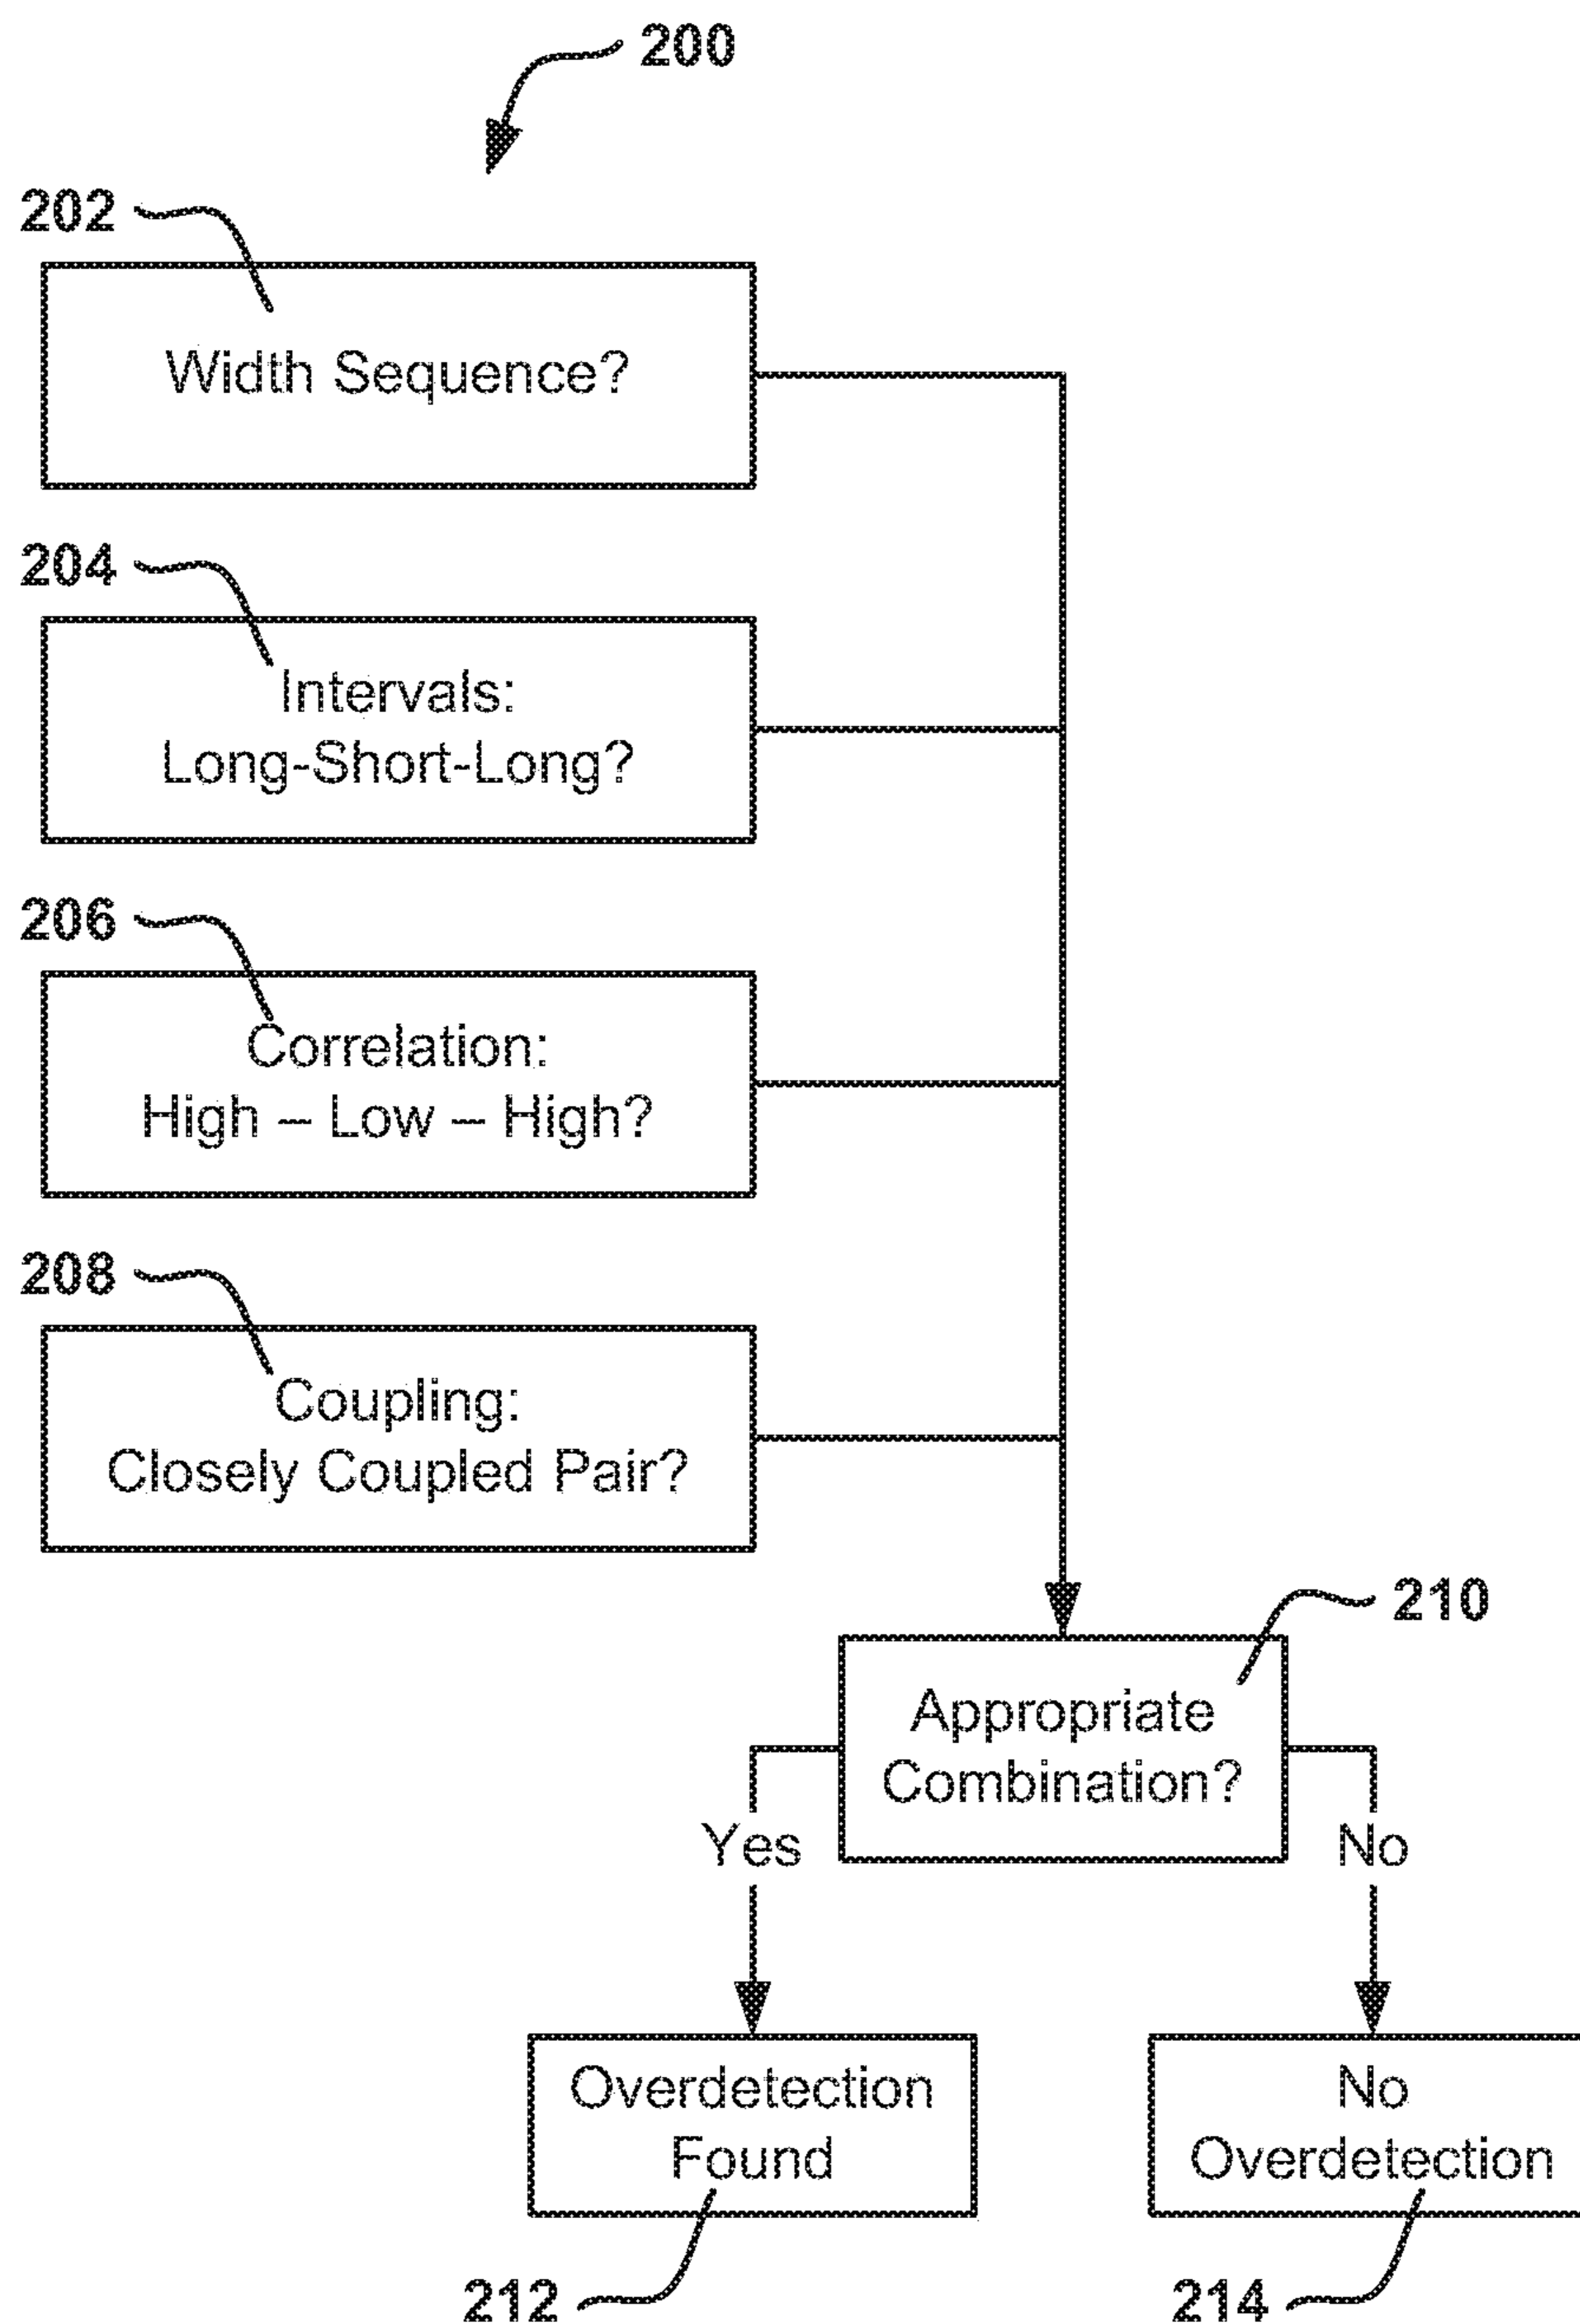 200
202
Width Sequence?
204
Intervals:
Long-Short-Long?
206
Correlation:
High – Low – High?
208
Coupling:
Closely Coupled Pair?
210
Appropriate
Combination?
Yes
No
Overdetection
Found
No
Overdetection
212
214